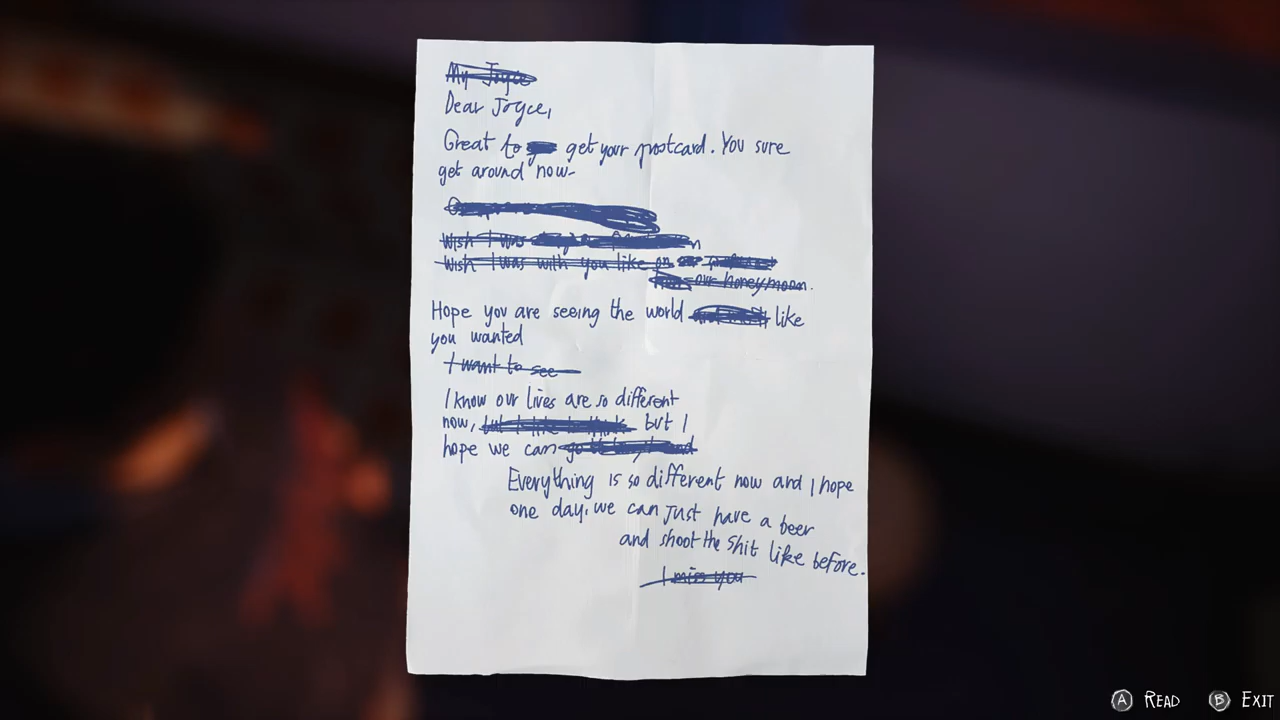 My Joyce
Dear Joyce,
Great to get your postcard. You sure
get around now-
Wish I was
Wish I was with you like on
our honeymoon.
Hope you are seeing the world like
you wanted
I want to see
I know our lives are so different
now, but I
hope we can
Everything is so different now and I hope
one day, we can just have a beer
and shoot the shit like before.
I miss you
A READ B EXIT